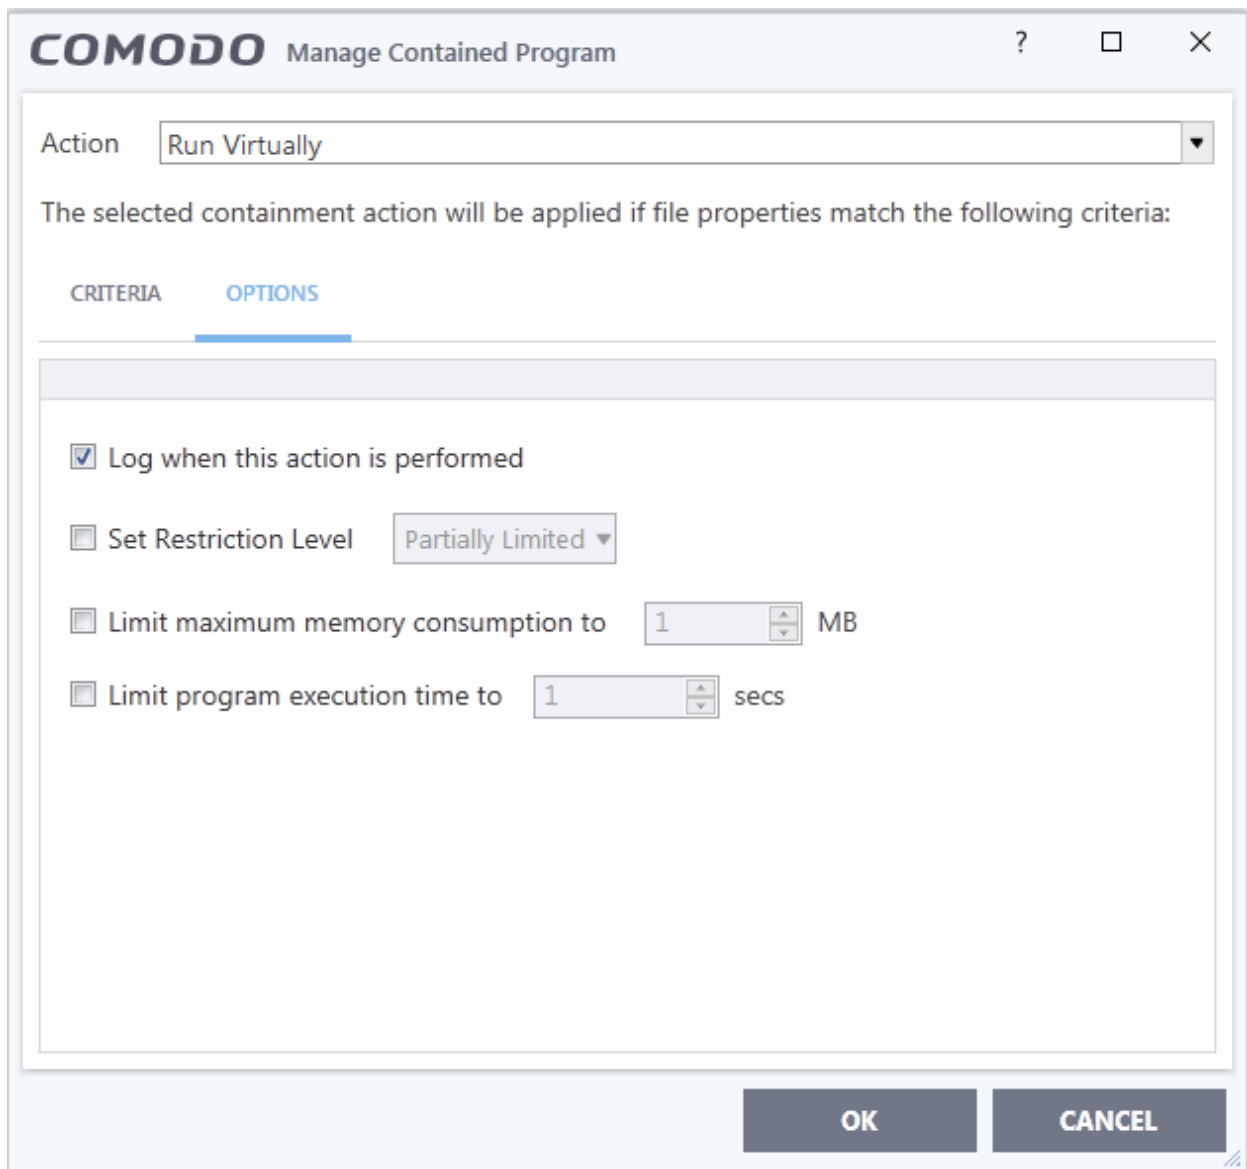 COMODO Manage Contained Program ?
Action Run Virtually
The selected containment action will be applied if file properties match the following criteria:
CRITERIA OPTIONS
Log when this action is performed
Set Restriction Level Partially Limited
Limit maximum memory consumption to 1 MB
Limit program execution time to 1 secs
OK CANCEL